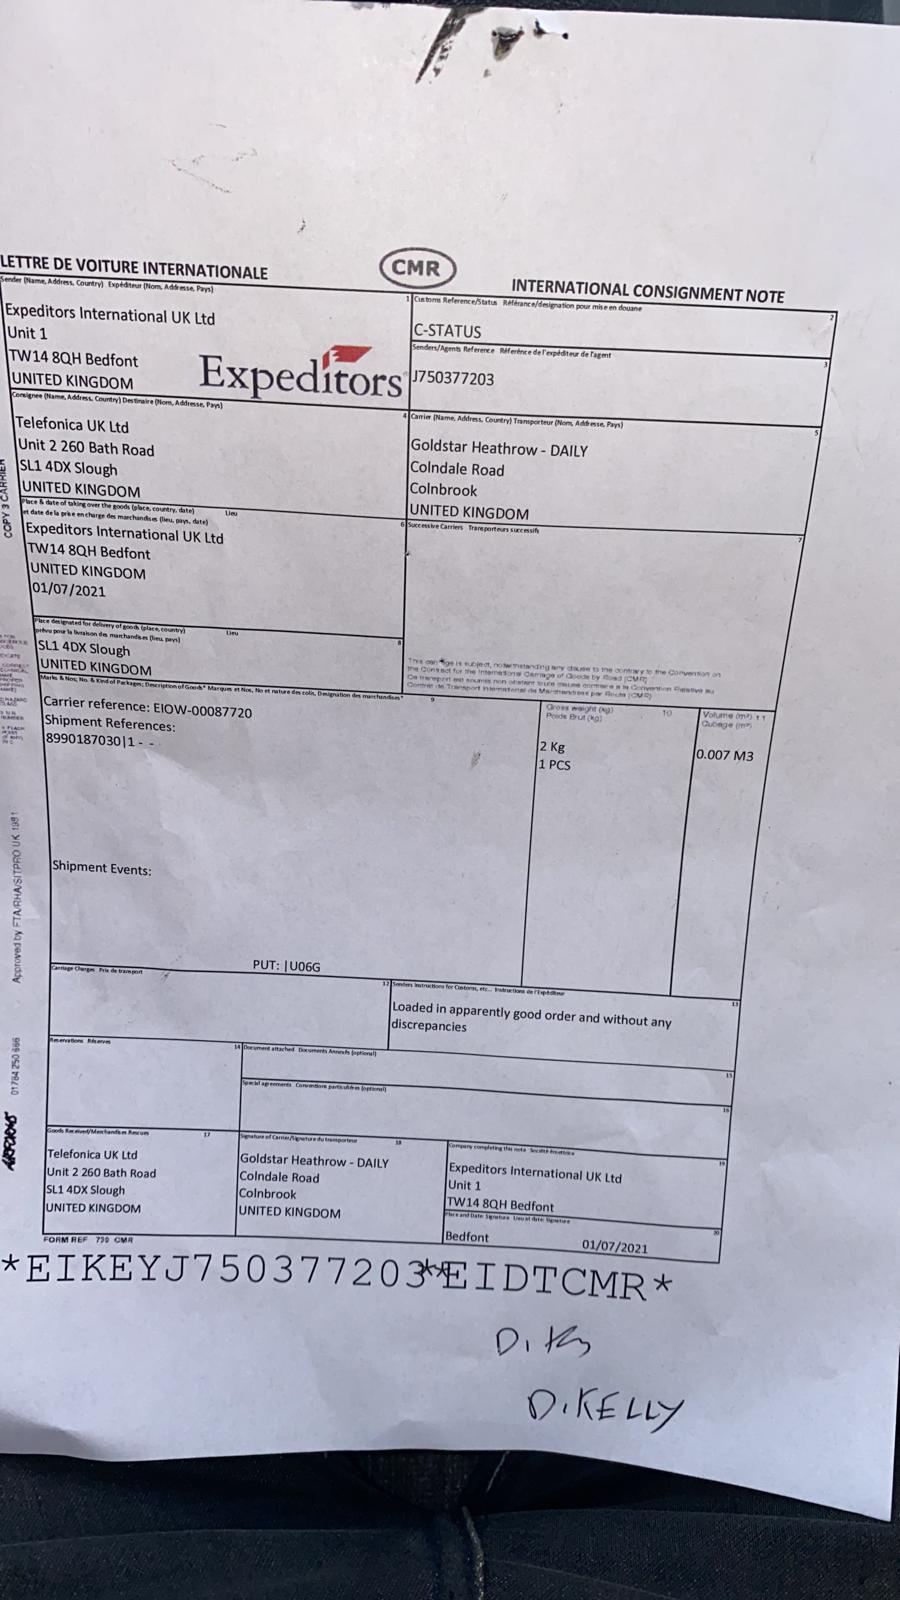 LETTRE DE VOITURE INTERNATIONALE
CMR
INTERNATIONAL CONSIGNMENT NOTE
Sender (Name, Address, Country) Expéditeur (Nom, Adresse, Pays)
1
Expeditors International UK Ltd
Unit 1
TW14 8QH Bedfont
UNITED KINGDOM
Expeditors
Customs Reference/Status Référance/designation pour mise en douane
2
C-STATUS
Senders/Agents Reference Référence de l'expéditeur de l'agent
3
J750377203
Consignee (Name, Address, Country) Destinaire (Nom, Adresse, Pays)
4
Telefonica UK Ltd
Unit 2 260 Bath Road
SL1 4DX Slough
UNITED KINGDOM
Carrier (Name, Address, Country) Transporteur (Nom, Adresse, Pays)
5
Goldstar Heathrow - DAILY
Colndale Road
Colnbrook
UNITED KINGDOM
Place & date of taking over the goods (place, country, date) Lieu
et date de la prise en charge des marchandises (lieu, pays, date)
6
Expeditors International UK Ltd
TW14 8QH Bedfont
UNITED KINGDOM
01/07/2021
Successive Carriers Transporteurs successifs
7
Place designated for delivery of goods (place, country) Lieu
prévu pour la livraison des marchandises (lieu, pays)
8
SL1 4DX Slough
UNITED KINGDOM
This carriage is subject, notwithstanding any clause to the contrary to the Convention on
the Contract for the International Carriage of Goods by Road (CMR)
Ce transport est soumis non obstant toute clause contraire a la Convention Relative au
Contrat de Transport International de Marchandises par Route (CMR)
Marks & Nos; No. & Kind of Packages; Description of Goods* Marques et Nos, No et nature des colis, Designation des marchandises*
9
Gross weight (kg) 10
Poids Brut (kg)
Volume (m³) 11
Cubage (m³)
Carrier reference: EIOW-00087720
Shipment References:
8990187030|1 - -
2 Kg
1 PCS
0.007 M3
Shipment Events:
PUT: |U06G
Carriage Charges Prix de transport
12
Senders Instructions for Customs, etc... Instructions de l'Expéditeur
13
Loaded in apparently good order and without any
discrepancies
Reservations Réserves
14
Document attached Documents Annexés (optional)
15
Special agreements Conventions particulières (optional)
16
Goods Received/Marchandises Recues
17
Telefonica UK Ltd
Unit 2 260 Bath Road
SL1 4DX Slough
UNITED KINGDOM
Signature of Carrier/Signature du transporteur
18
Goldstar Heathrow - DAILY
Colndale Road
Colnbrook
UNITED KINGDOM
Company completing this note Société émettrice
19
Expeditors International UK Ltd
Unit 1
TW14 8QH Bedfont
Place and Date: Signature Lieu et date: Signature
20
Bedfont 01/07/2021
FORM REF 799 CMR
*EIKEYJ750377203**EIDTCMR*
D. KELLY
COPY 3 CARRIER
Approved by FTA/RHA/SITPRO UK 1981